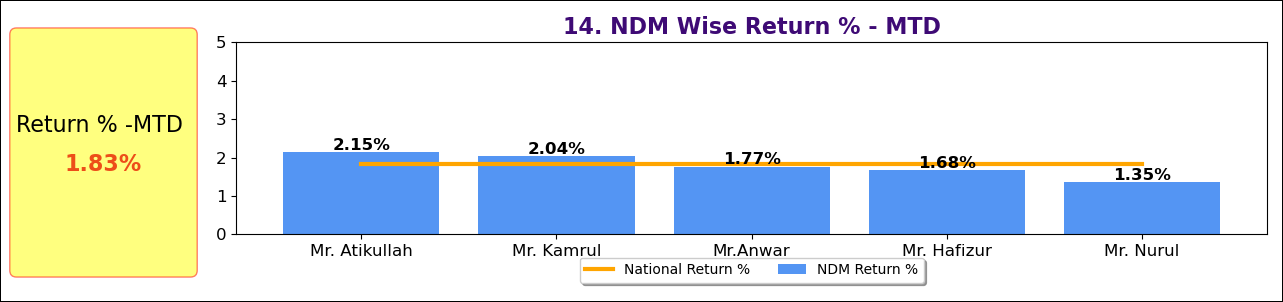 14. NDM Wise Return % - MTD
Return % -MTD
1.83%
5
4
3
2
1
0
2.15%
2.04%
1.77%
1.68%
1.35%
Mr. Atikullah
Mr. Kamrul
Mr.Anwar
Mr. Hafizur
Mr. Nurul
National Return %
NDM Return %